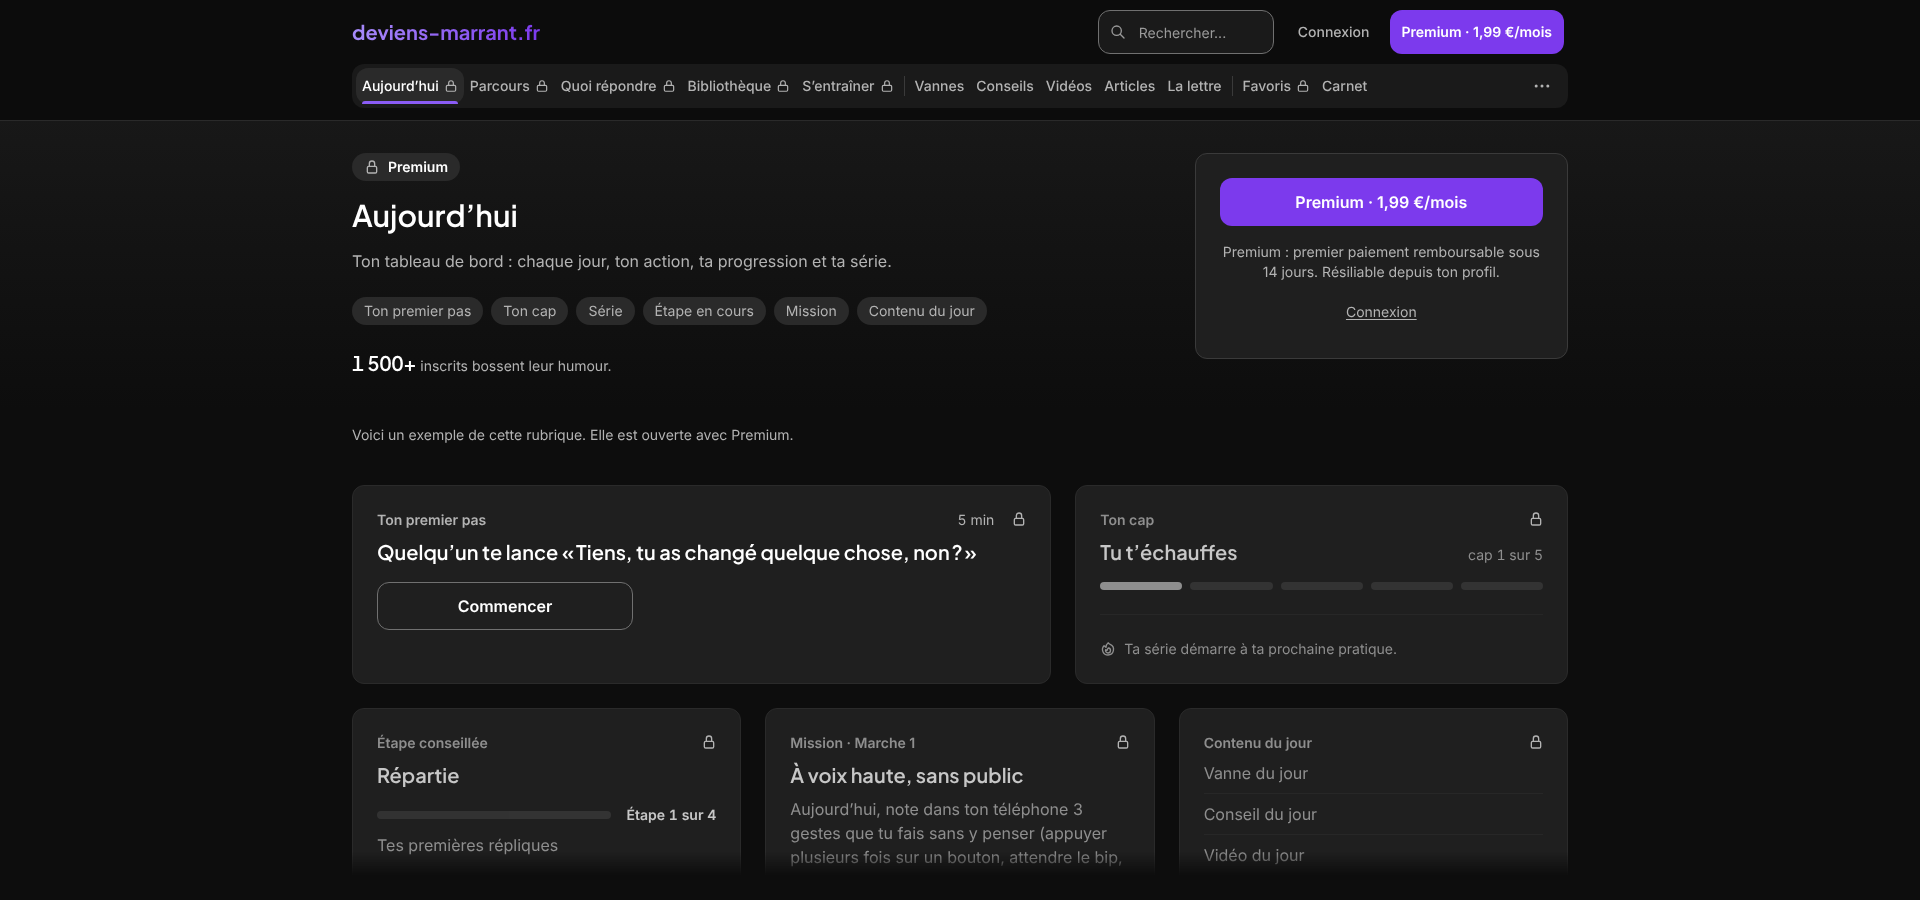 deviens-marrant.fr
Rechercher...
Connexion
Premium · 1,99 €/mois
Aujourd’hui
Parcours
Quoi répondre
Bibliothèque
S’entraîner
Vannes
Conseils
Vidéos
Articles
La lettre
Favoris
Carnet
Premium
Aujourd’hui
Ton tableau de bord : chaque jour, ton action, ta progression et ta série.
Ton premier pas
Ton cap
Série
Étape en cours
Mission
Contenu du jour
1 500+ inscrits bossent leur humour.
Premium · 1,99 €/mois
Premium : premier paiement remboursable sous
14 jours. Résiliable depuis ton profil.
Connexion
Voici un exemple de cette rubrique. Elle est ouverte avec Premium.
Ton premier pas
5 min
Quelqu’un te lance « Tiens, tu as changé quelque chose, non ? »
Commencer
Ton cap
Tu t’échauffes
cap 1 sur 5
Ta série démarre à ta prochaine pratique.
Étape conseillée
Répartie
Étape 1 sur 4
Tes premières répliques
Mission · Marche 1
À voix haute, sans public
Aujourd’hui, note dans ton téléphone 3
gestes que tu fais sans y penser (appuyer
plusieurs fois sur un bouton, attendre le bip,
Contenu du jour
Vanne du jour
Conseil du jour
Vidéo du jour